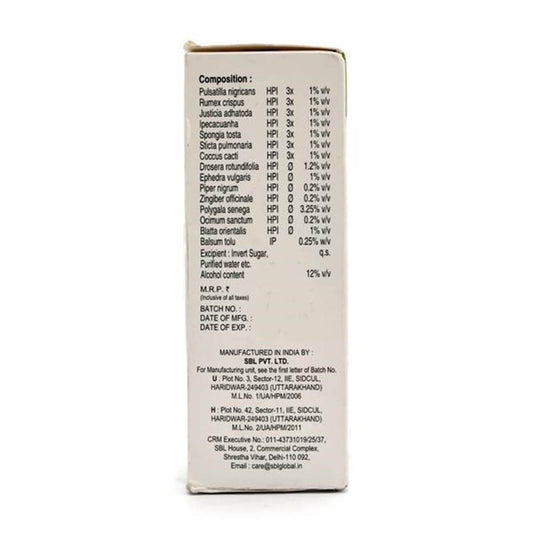 Composition :
Pulsatilla nigricans HPI 3x 1% v/v
Rumex crispus HPI 3x 1% v/v
Justicia adhatoda HPI 3x 1% v/v
Ipecacuanha HPI 3x 1% v/v
Spongia tosta HPI 3x 1% v/v
Sticta pulmonaria HPI 3x 1% v/v
Coccus cacti HPI 3x 1% v/v
Drosera rotundifolia HPI Ø 1.2% v/v
Ephedra vulgaris HPI Ø 1% v/v
Piper nigrum HPI Ø 0.2% v/v
Zingiber officinale HPI Ø 0.2% v/v
Polygala senega HPI Ø 3.25% v/v
Ocimum sanctum HPI Ø 0.2% v/v
Blatta orientalis HPI Ø 1% v/v
Balsum tolu IP 0.25% w/v
Excipient : Invert Sugar, q.s.
Purified water etc.
Alcohol content 12% v/v
M.R.P. ₹
(Inclusive of all taxes)
BATCH NO. :
DATE OF MFG. :
DATE OF EXP. :
MANUFACTURED IN INDIA BY :
SBL PVT. LTD.
For Manufacturing unit, see the first letter of Batch No.
U : Plot No. 3, Sector-12, IIE, SIDCUL,
HARIDWAR-249403 (UTTARAKHAND)
M.L.No. 1/UA/HPM/2006
H : Plot No. 42, Sector-11, IIE, SIDCUL,
HARIDWAR-249403 (UTTARAKHAND)
M.L.No. 2/UA/HPM/2011
CRM Executive No.: 011-43731019/25/37,
SBL House, 2, Commercial Complex,
Shrestha Vihar, Delhi-110 092,
Email : care@sblglobal.in